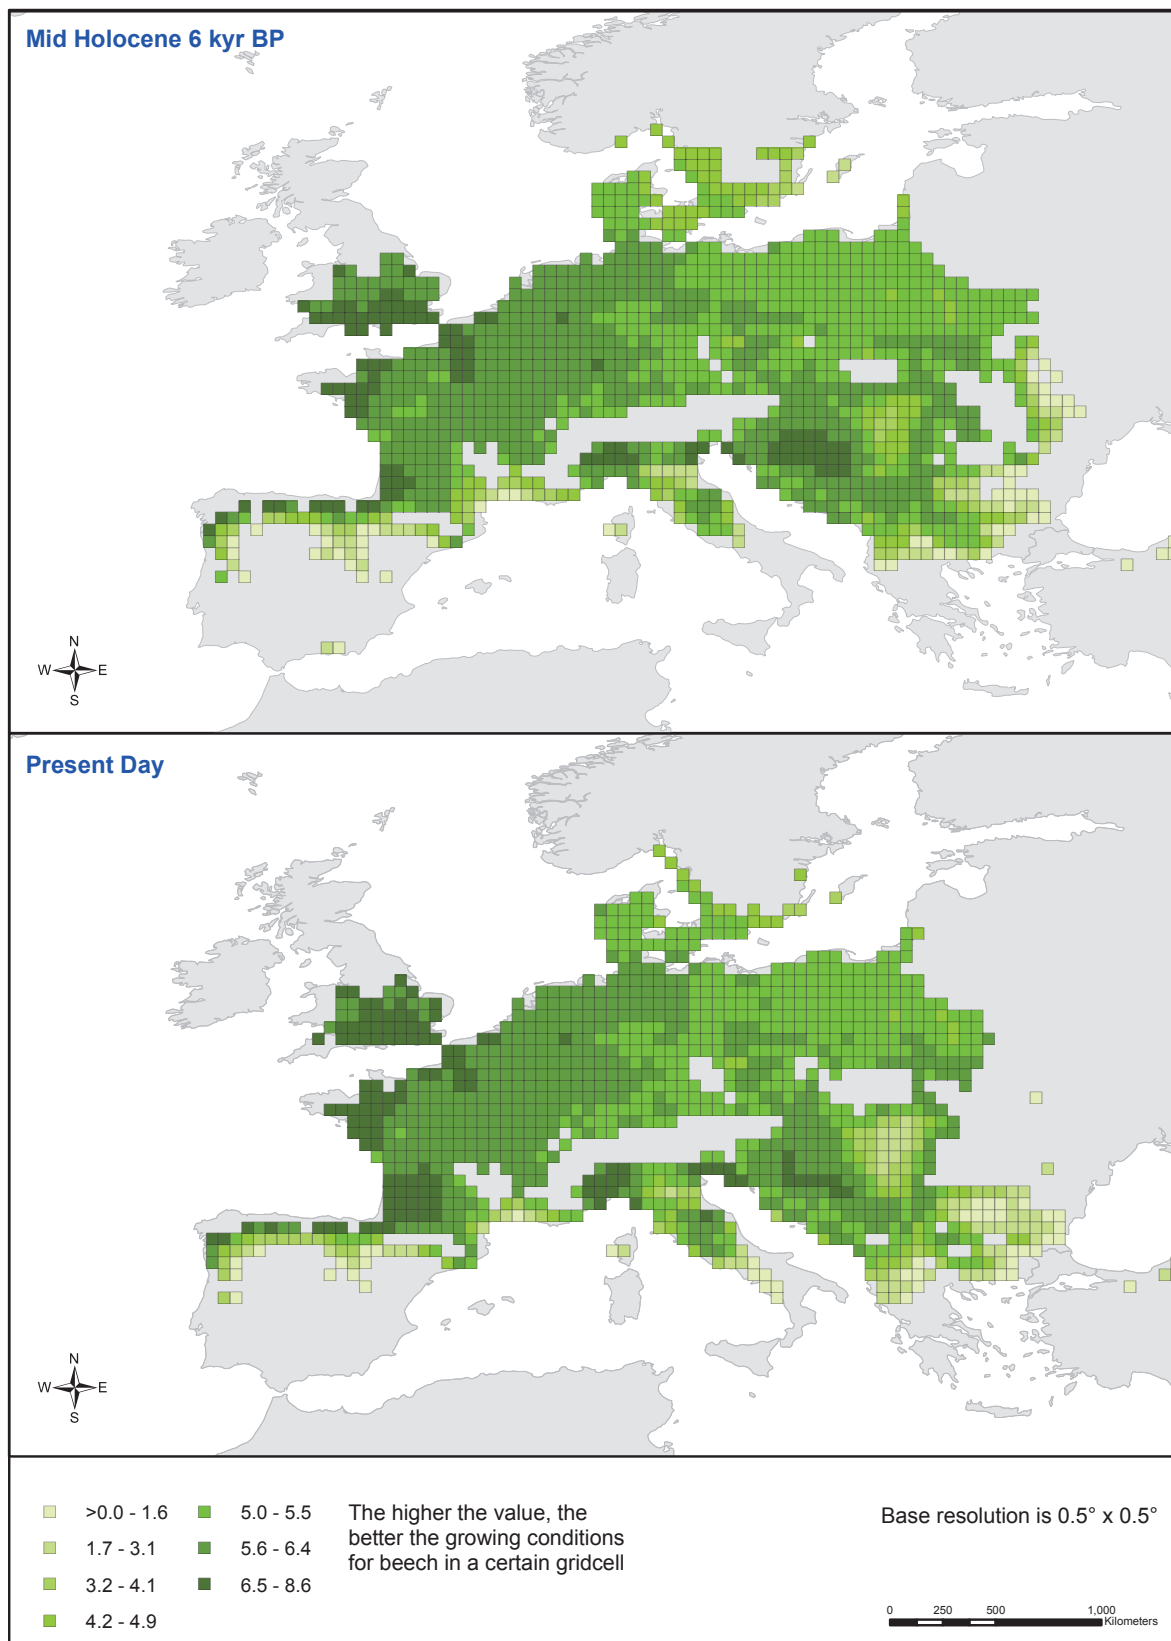 Mid Holocene 6 kyr BP
N
W E
S
Present Day
N
W E
S
>0.0 - 1.6
1.7 - 3.1
3.2 - 4.1
4.2 - 4.9
5.0 - 5.5
5.6 - 6.4
6.5 - 8.6
The higher the value, the
better the growing conditions
for beech in a certain gridcell
Base resolution is 0.5° x 0.5°
0 250 500 1,000
Kilometers